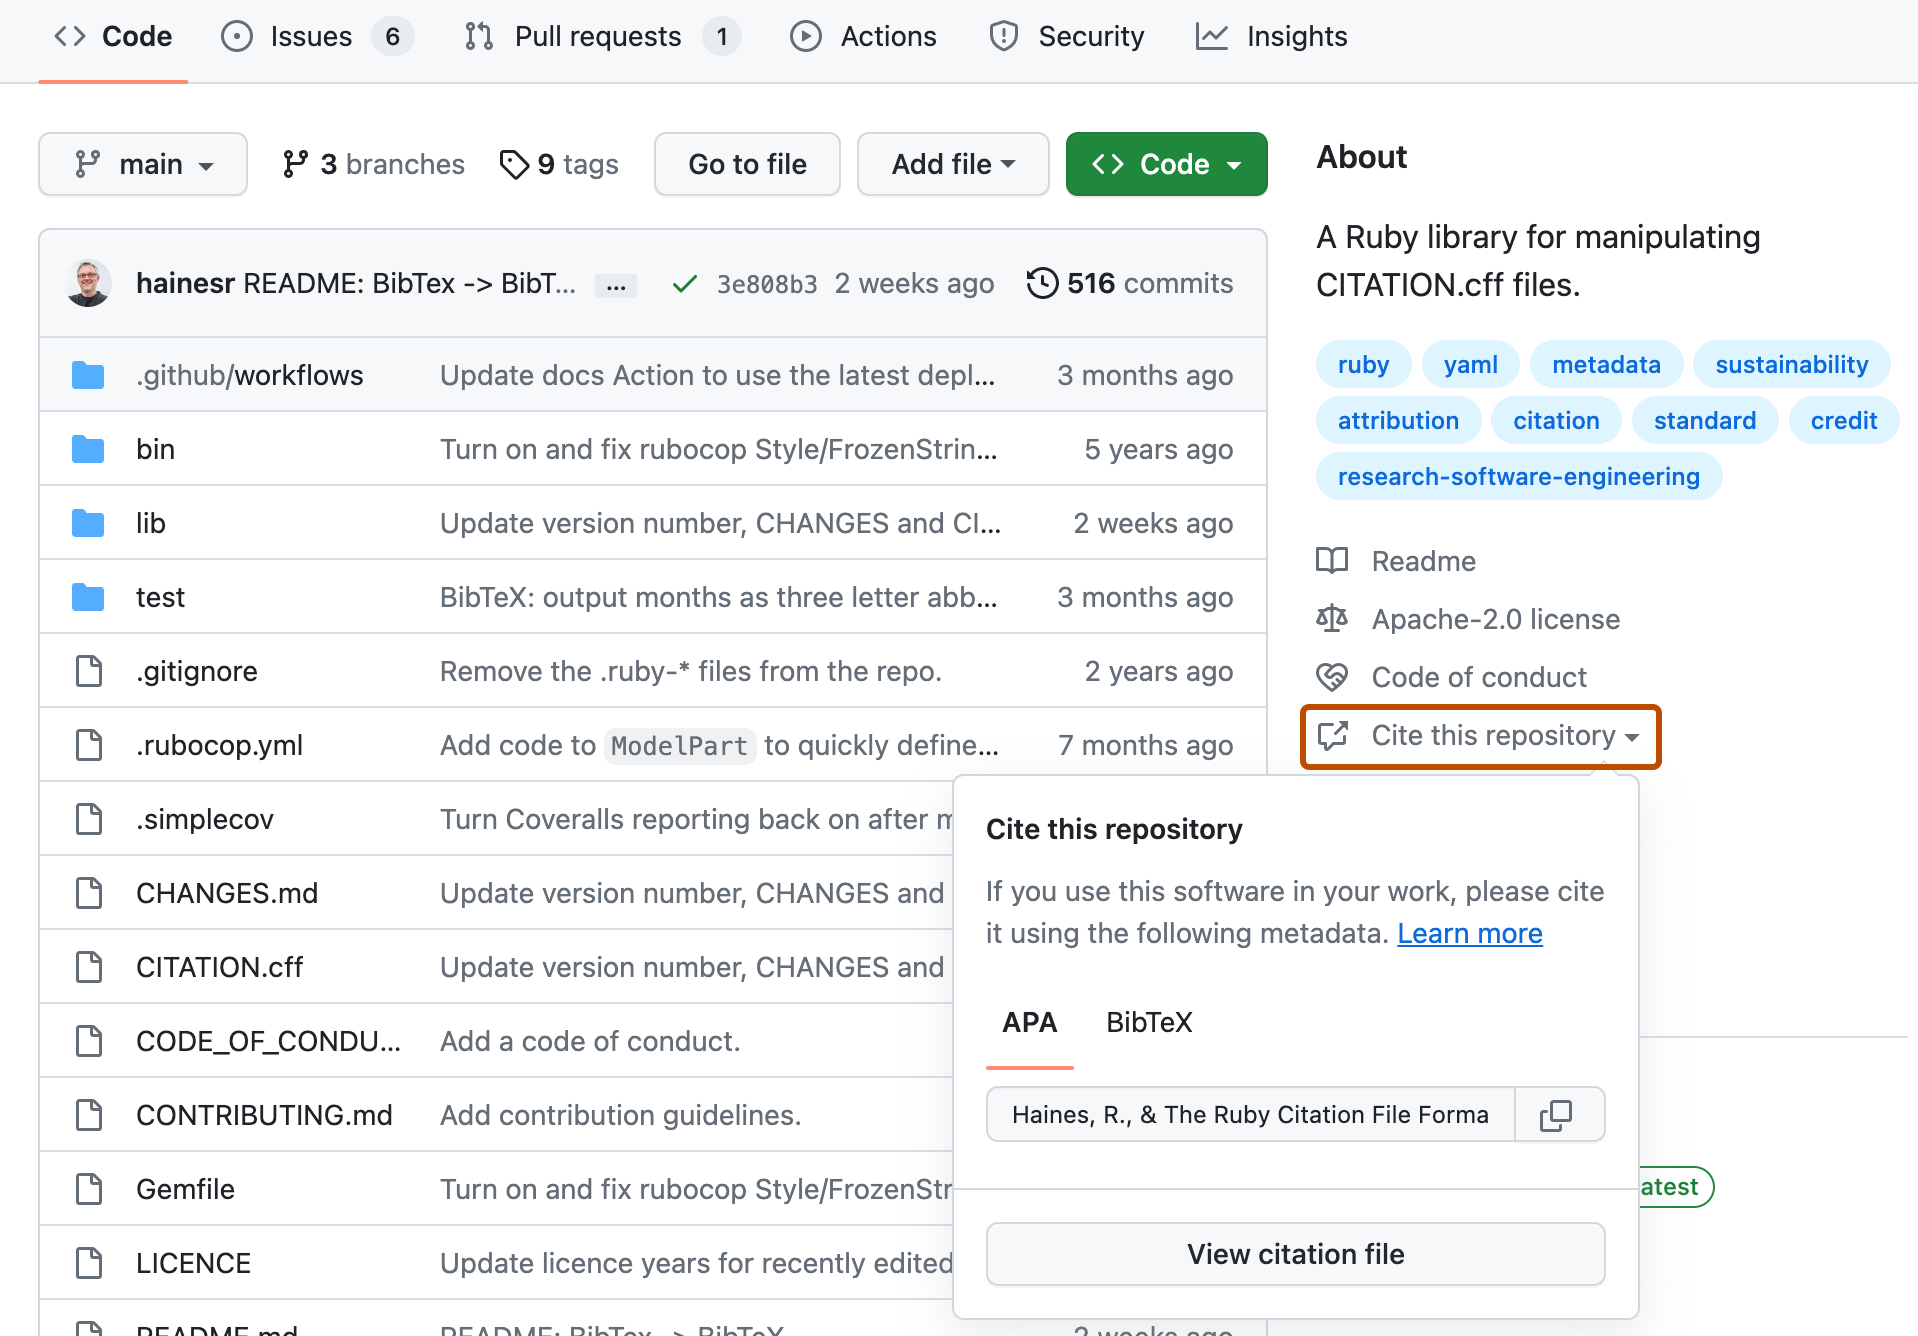 Code Issues 6 Pull requests 1 Actions Security Insights
main 3 branches 9 tags Go to file Add file Code
hainesr README: BibTex -> BibT... ... 3e808b3 2 weeks ago 516 commits
.github/workflows Update docs Action to use the latest depl... 3 months ago
bin Turn on and fix rubocop Style/FrozenStrin... 5 years ago
lib Update version number, CHANGES and CI... 2 weeks ago
test BibTeX: output months as three letter abb... 3 months ago
.gitignore Remove the .ruby-* files from the repo. 2 years ago
.rubocop.yml Add code to ModelPart to quickly define... 7 months ago
.simplecov Turn Coveralls reporting back on after
CHANGES.md Update version number, CHANGES and
CITATION.cff Update version number, CHANGES and
CODE_OF_CONDU... Add a code of conduct.
CONTRIBUTING.md Add contribution guidelines.
Gemfile Turn on and fix rubocop Style/FrozenStr
LICENCE Update licence years for recently edited
README.md README: BibTex -> BibTeX 2 weeks ago
About
A Ruby library for manipulating
CITATION.cff files.
ruby yaml metadata sustainability
attribution citation standard credit
research-software-engineering
Readme
Apache-2.0 license
Code of conduct
Cite this repository
Cite this repository
If you use this software in your work, please cite
it using the following metadata. Learn more
APA BibTeX
Haines, R., & The Ruby Citation File Forma
View citation file
atest